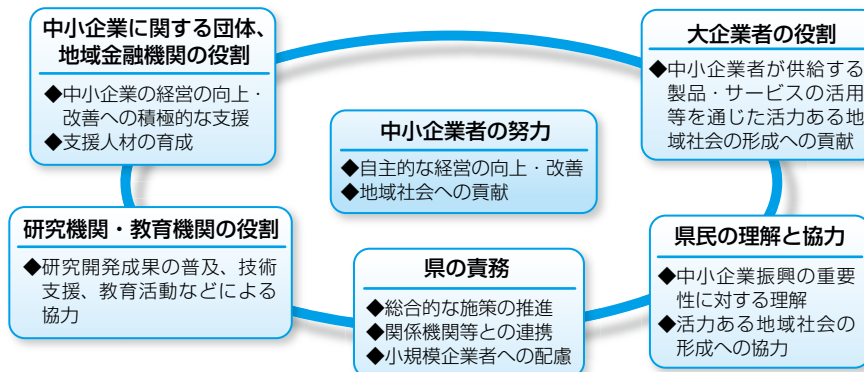 中小企業に関する団体、
地域金融機関の役割
◆中小企業の経営の向上・
改善への積極的な支援
◆支援人材の育成
大企業者の役割
◆中小企業者が供給する
製品・サービスの活用
等を通じた活力ある地
域社会の形成への貢献
中小企業者の努力
◆自主的な経営の向上・改善
◆地域社会への貢献
研究機関・教育機関の役割
◆研究開発成果の普及、技術
支援、教育活動などによる
協力
県の責務
◆総合的な施策の推進
◆関係機関等との連携
◆小規模企業者への配慮
県民の理解と協力
◆中小企業振興の重要
性に対する理解
◆活力ある地域社会の
形成への協力